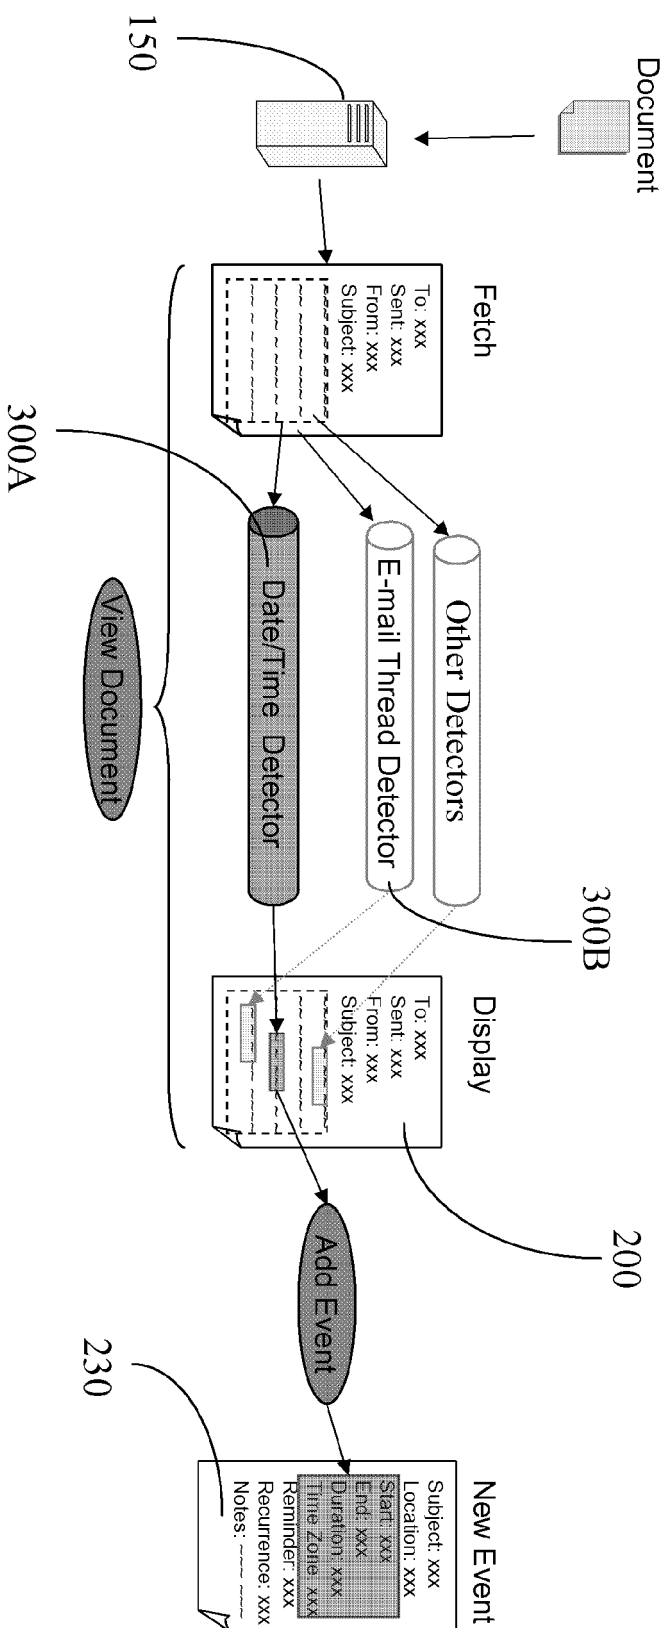 Document
150
Fetch
To: xxx
Sent: xxx
From: xxx
Subject: xxx
300A
Other Detectors
E-mail Thread Detector
Date/Time Detector
View Document
300B
Display
To: xxx
Sent: xxx
From: xxx
Subject: xxx
200
Add Event
230
New Event
Subject: xxx
Location: xxx
Start: xxx
End: xxx
Duration: xxx
Time Zone: xxx
Reminder: xxx
Recurrence: xxx
Notes: ~~~ ~~~~